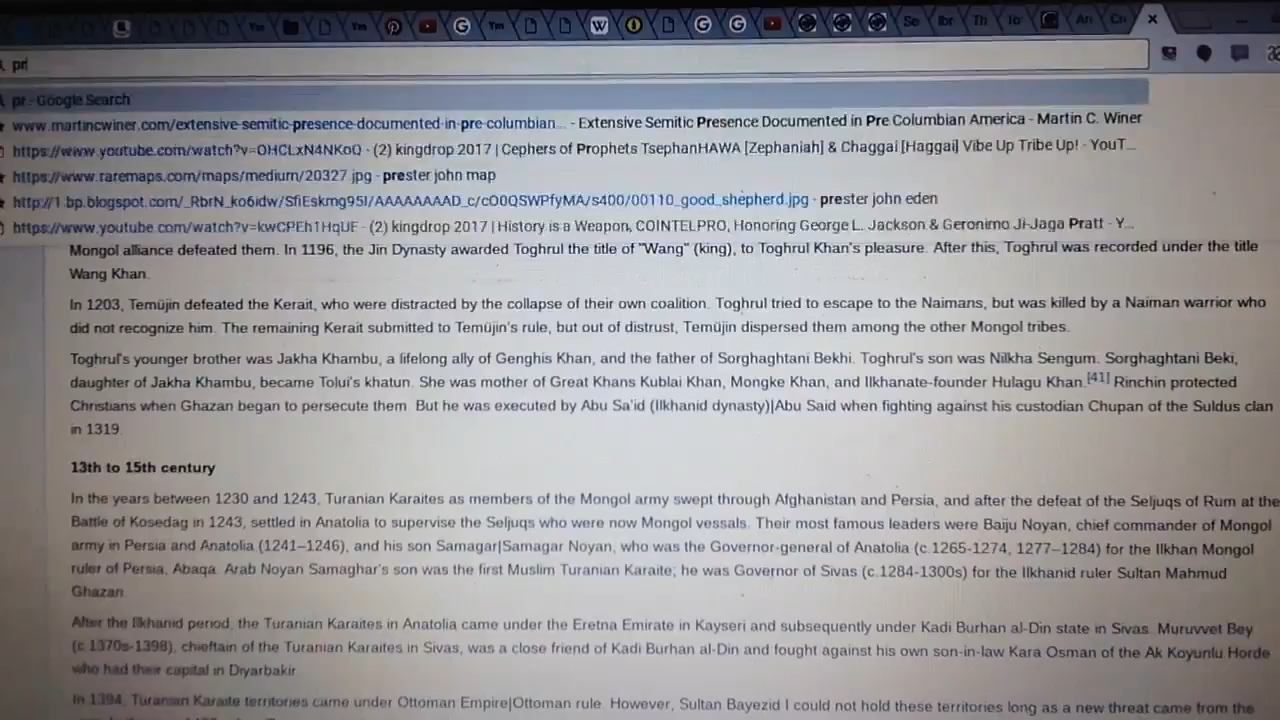 Ym Ym G Ym W G G Se Ibr Th An
pri
pr - Google Search
www.martincwiner.com/extensive-semitic-presence-documented-in-pre-columbian... - Extensive Semitic Presence Documented in Pre Columbian America - Martin C. Winer
https://www.youtube.com/watch?v=OHCLxN4NKoQ - (2) kingdrop 2017 | Cephers of Prophets TsephanHAWA [Zephaniah] & Chaggai [Haggai] Vibe Up Tribe Up! - YouT...
https://www.raremaps.com/maps/medium/20327.jpg - prester john map
http://1.bp.blogspot.com/_RbrN_ko6idw/SfiEskmg95I/AAAAAAAAD_c/cO0QSWPfyMA/s400/00110_good_shepherd.jpg - prester john eden
https://www.youtube.com/watch?v=kwCPEh1HqUE - (2) kingdrop 2017 | History is a Weapon, COINTELPRO, Honoring George L. Jackson & Geronimo Ji-Jaga Pratt - Y...
Mongol alliance defeated them. In 1196, the Jin Dynasty awarded Toghrul the title of "Wang" (king), to Toghrul Khan's pleasure. After this, Toghrul was recorded under the title
Wang Khan.
In 1203, Temüjin defeated the Kerait, who were distracted by the collapse of their own coalition. Toghrul tried to escape to the Naimans, but was killed by a Naiman warrior who
did not recognize him. The remaining Kerait submitted to Temüjin's rule, but out of distrust, Temüjin dispersed them among the other Mongol tribes.
Toghrul's younger brother was Jakha Khambu, a lifelong ally of Genghis Khan, and the father of Sorghaghtani Bekhi. Toghrul's son was Nilkha Sengum. Sorghaghtani Beki,
daughter of Jakha Khambu, became Tolui's khatun. She was mother of Great Khans Kublai Khan, Mongke Khan, and Ilkhanate-founder Hulagu Khan.[41] Rinchin protected
Christians when Ghazan began to persecute them. But he was executed by Abu Sa'id (Ilkhanid dynasty)|Abu Said when fighting against his custodian Chupan of the Suldus clan
in 1319.
13th to 15th century
In the years between 1230 and 1243, Turanian Karaites as members of the Mongol army swept through Afghanistan and Persia, and after the defeat of the Seljuqs of Rum at the
Battle of Kosedag in 1243, settled in Anatolia to supervise the Seljuqs who were now Mongol vessals. Their most famous leaders were Baiju Noyan, chief commander of Mongol
army in Persia and Anatolia (1241–1246), and his son Samagar|Samagar Noyan, who was the Governor-general of Anatolia (c.1265-1274, 1277–1284) for the Ilkhan Mongol
ruler of Persia, Abaqa. Arab Noyan Samaghar's son was the first Muslim Turanian Karaite; he was Governor of Sivas (c.1284-1300s) for the Ilkhanid ruler Sultan Mahmud
Ghazan.
After the Ilkhanid period, the Turanian Karaites in Anatolia came under the Eretna Emirate in Kayseri and subsequently under Kadi Burhan al-Din state in Sivas. Muruvvet Bey
(c.1370s-1398), chieftain of the Turanian Karaites in Sivas, was a close friend of Kadi Burhan al-Din and fought against his own son-in-law Kara Osman of the Ak Koyunlu Horde
who had their capital in Diyarbakir.
In 1394, Turanian Karaite territories came under Ottoman Empire|Ottoman rule. However, Sultan Bayezid I could not hold these territories long as a new threat came from the